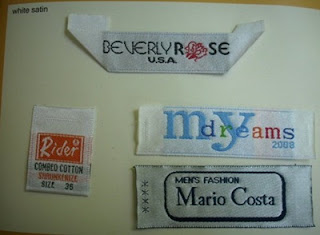 white satin
BEVERLY ROSE
U.S.A.
Rider
COMBED COTTON
SIZE 36
my dreams
2008
MEN'S FASHION
Mario Costa